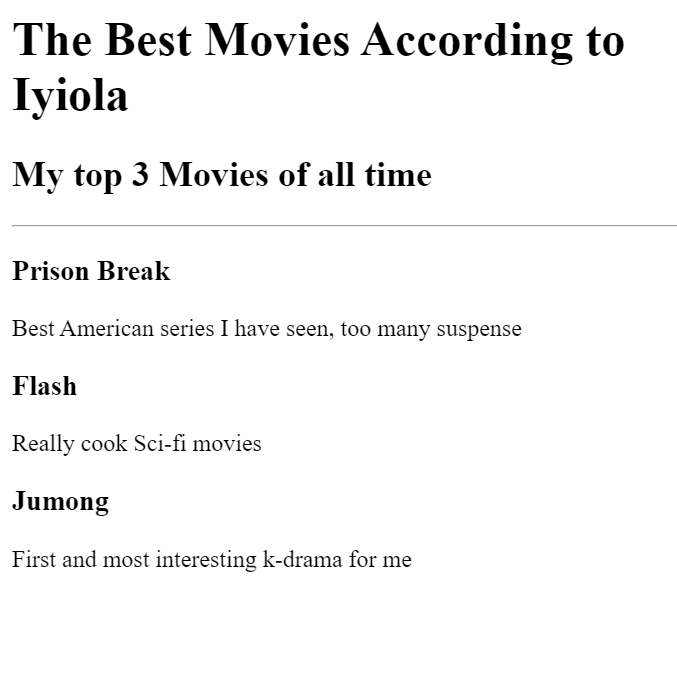 The Best Movies According to
Iyiola
My top 3 Movies of all time
Prison Break
Best American series I have seen, too many suspense
Flash
Really cook Sci-fi movies
Jumong
First and most interesting k-drama for me